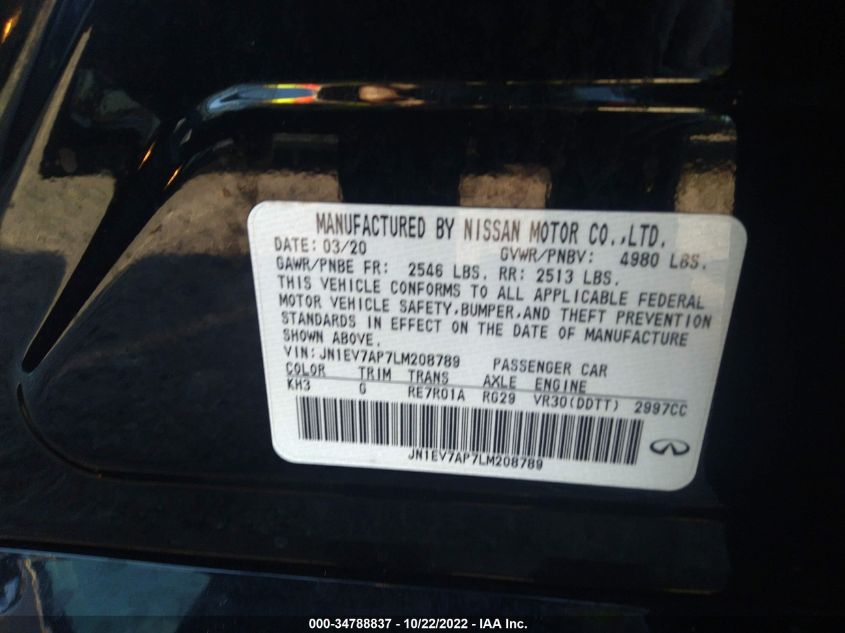 MANUFACTURED BY NISSAN MOTOR CO.,LTD.
DATE: 03/20 GVWR/PNBV: 4980 LBS.
GAWR/PNBE FR: 2546 LBS. RR: 2513 LBS.
THIS VEHICLE CONFORMS TO ALL APPLICABLE FEDERAL
MOTOR VEHICLE SAFETY,BUMPER,AND THEFT PREVENTION
STANDARDS IN EFFECT ON THE DATE OF MANUFACTURE
SHOWN ABOVE.
VIN: JN1EV7AP7LM208789 PASSENGER CAR
COLOR TRIM TRANS AXLE ENGINE
KH3 G RE7R01A RG29 VR30(DDTT) 2997CC
JN1EV7AP7LM208789
000-34788837 - 10/22/2022 - IAA Inc.